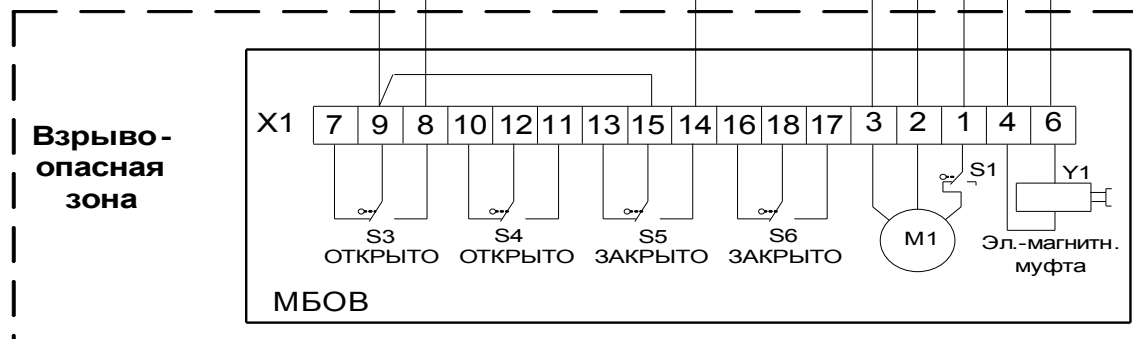 Взрыво-
опасная
зона
X1 7 9 8 10 12 11 13 15 14 16 18 17 3 2 1 4 6
S1 Y1
S3 S4 S5 S6 M1 Эл.-магнитн.
ОТКРЫТО ОТКРЫТО ЗАКРЫТО ЗАКРЫТО муфта
МБОВ